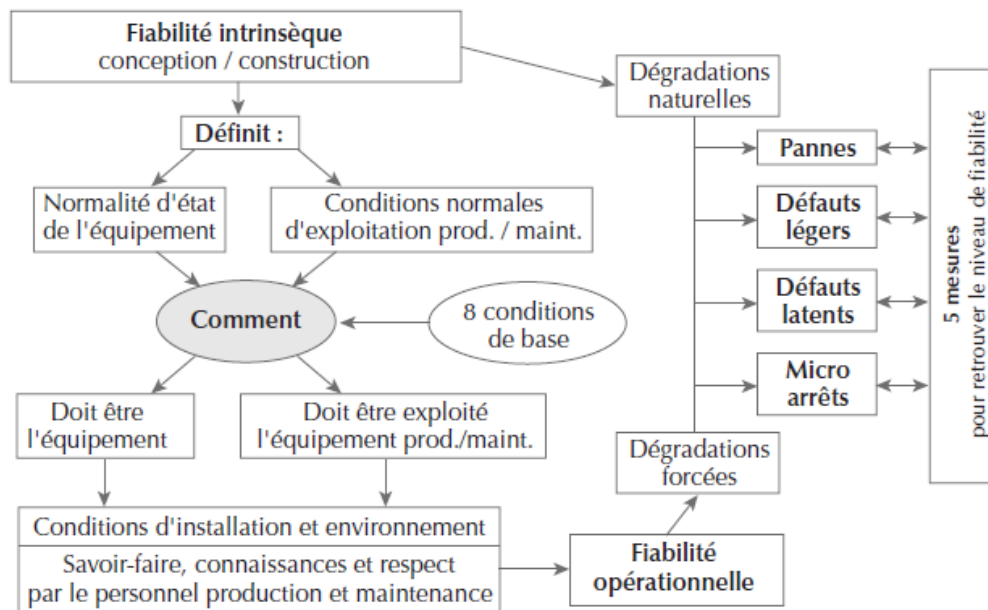 Fiabilité intrinsèque
conception / construction
Définit :
Normalité d'état
de l'équipement
Conditions normales
d'exploitation prod. / maint.
Comment
8 conditions
de base
Doit être
l'équipement
Doit être exploité
l'équipement prod./maint.
Conditions d'installation et environnement
Savoir-faire, connaissances et respect
par le personnel production et maintenance
Fiabilité
opérationnelle
Dégradations
naturelles
Pannes
Défauts
légers
Défauts
latents
Micro
arrêts
Dégradations
forcées
5 mesures
pour retrouver le niveau de fiabilité